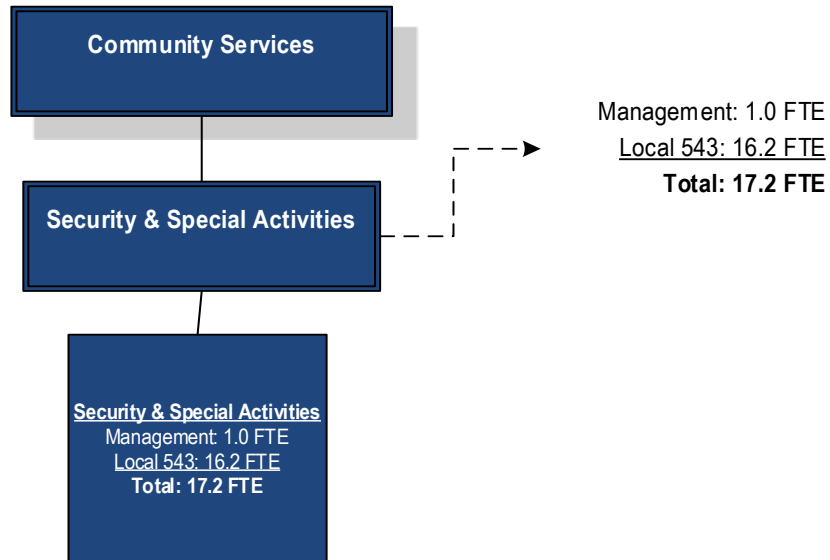 Community Services
Management: 1.0 FTE
Local 543: 16.2 FTE
Total: 17.2 FTE
Security & Special Activities
Security & Special Activities
Management: 1.0 FTE
Local 543: 16.2 FTE
Total: 17.2 FTE